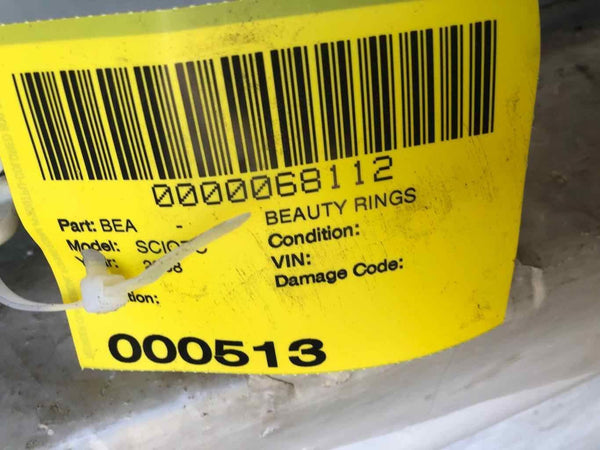 0000068112
Part: BEA - BEAUTY RINGS
Model: Condition:
VIN:
Damage Code:
000513